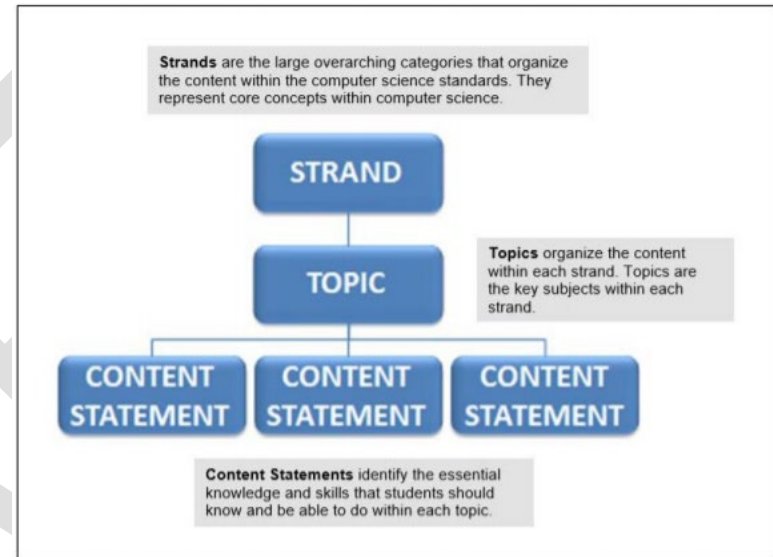 Strands are the large overarching categories that organize
the content within the computer science standards. They
represent core concepts within computer science.
STRAND
TOPIC
Topics organize the content
within each strand. Topics are
the key subjects within each
strand.
CONTENT
STATEMENT
CONTENT
STATEMENT
CONTENT
STATEMENT
Content Statements identify the essential
knowledge and skills that students should
know and be able to do within each topic.